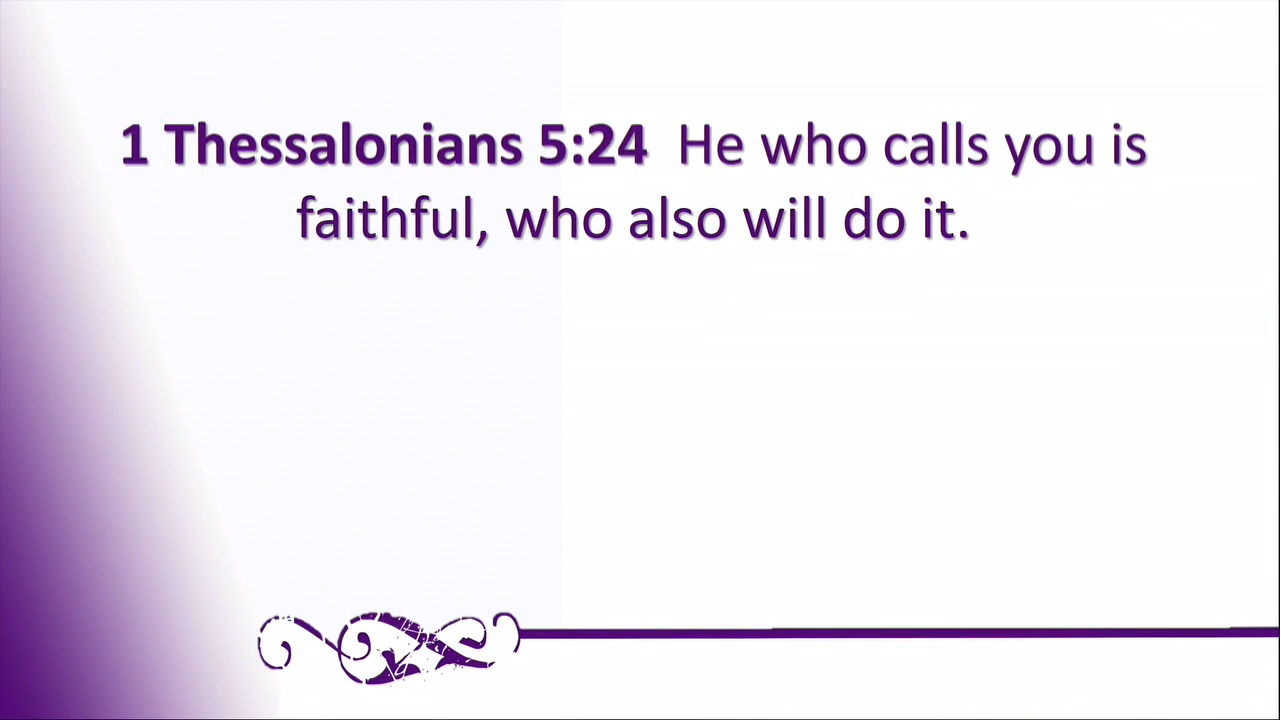 1 Thessalonians 5:24 He who calls you is
faithful, who also will do it.